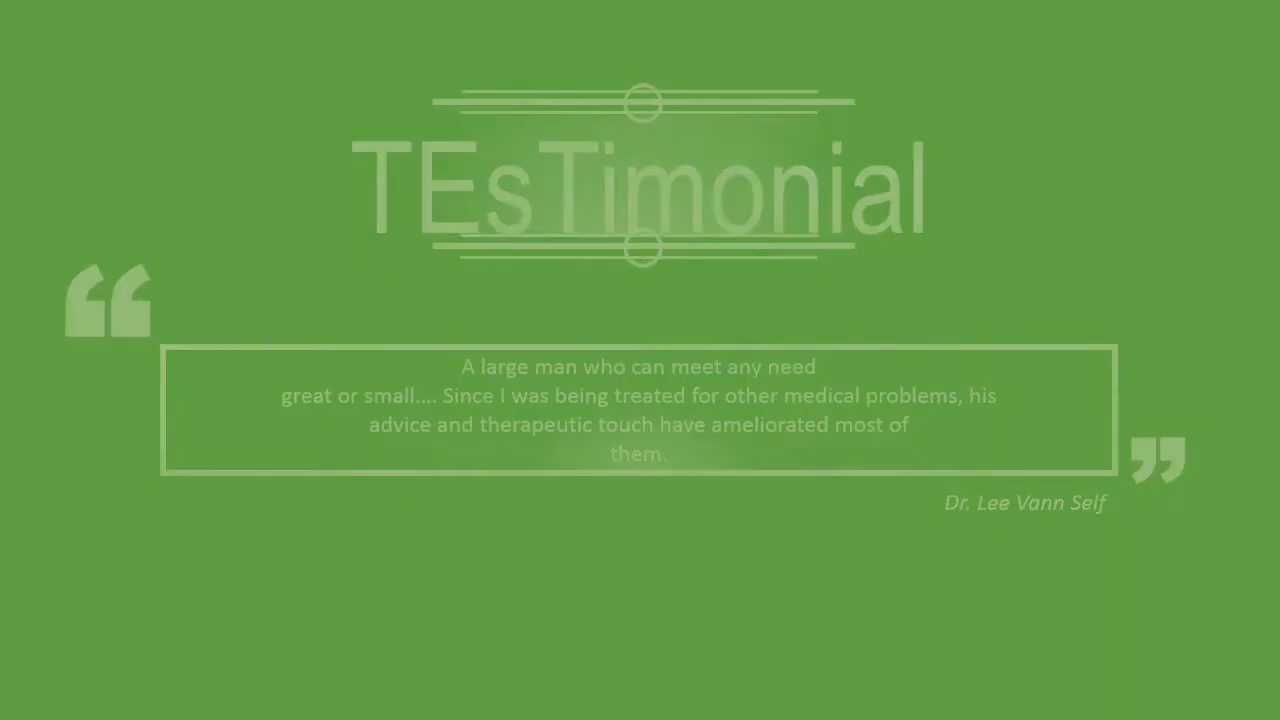 TEsTimonial
“
A large man who can meet any need
great or small.... Since I was being treated for other medical problems, his
advice and therapeutic touch have ameliorated most of
them.
”
Dr. Lee Vann Self